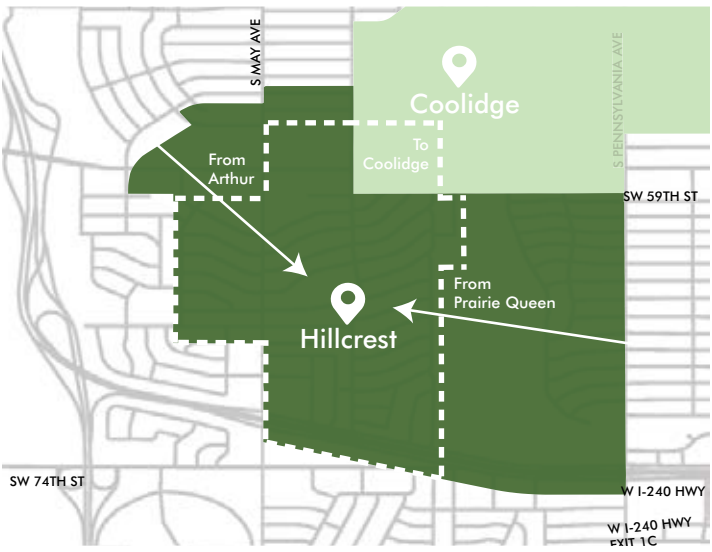 S MAY AVE
S PENNSYLVANIA AVE
Coolidge
To
Coolidge
From
Arthur
SW 59TH ST
From
Prairie Queen
Hillcrest
SW 74TH ST
W I-240 HWY
W I-240 HWY
EXIT 1C